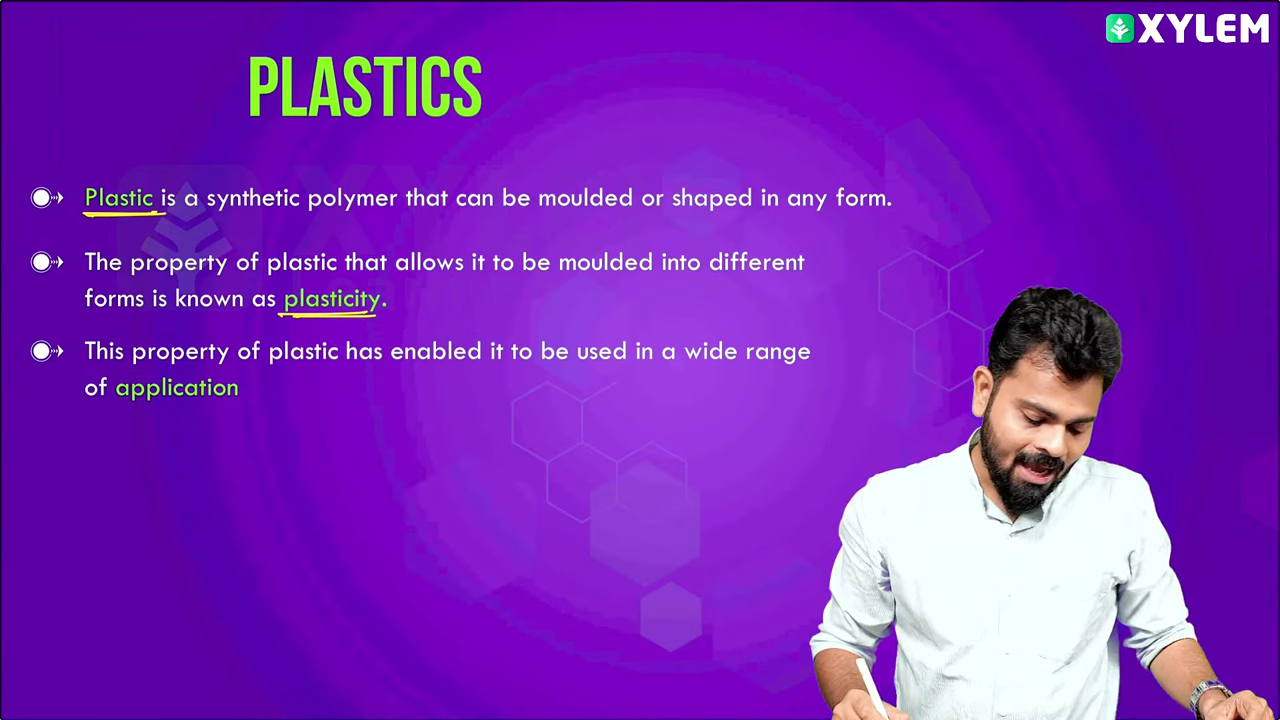 XYLEM
PLASTICS
Plastic is a synthetic polymer that can be moulded or shaped in any form.
The property of plastic that allows it to be moulded into different
forms is known as plasticity.
This property of plastic has enabled it to be used in a wide range
of application